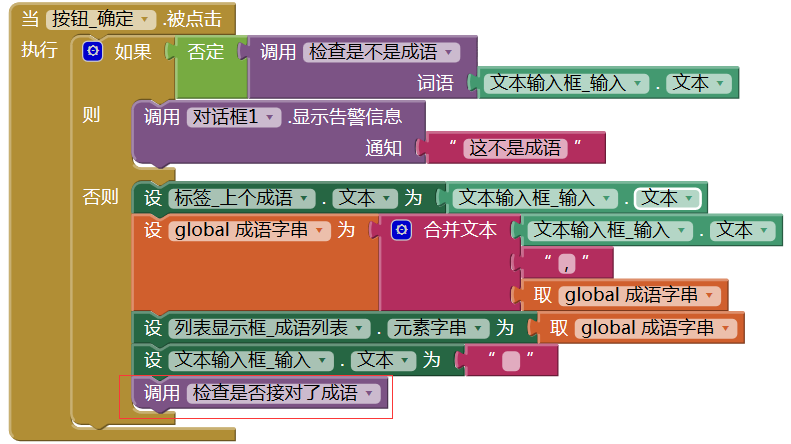 当 按钮_确定 .被点击
执行 如果 否定 调用 检查是不是成语
词语 文本输入框_输入 . 文本
则 调用 对话框1 .显示告警信息
通知 “ 这不是成语 ”
否则 设 标签_上个成语 . 文本 为 文本输入框_输入 . 文本
设 global 成语字串 为 合并文本 文本输入框_输入 . 文本
“ , ”
取 global 成语字串
设 列表显示框_成语列表 . 元素字串 为 取 global 成语字串
设 文本输入框_输入 . 文本 为 “ ”
调用 检查是否接对了成语